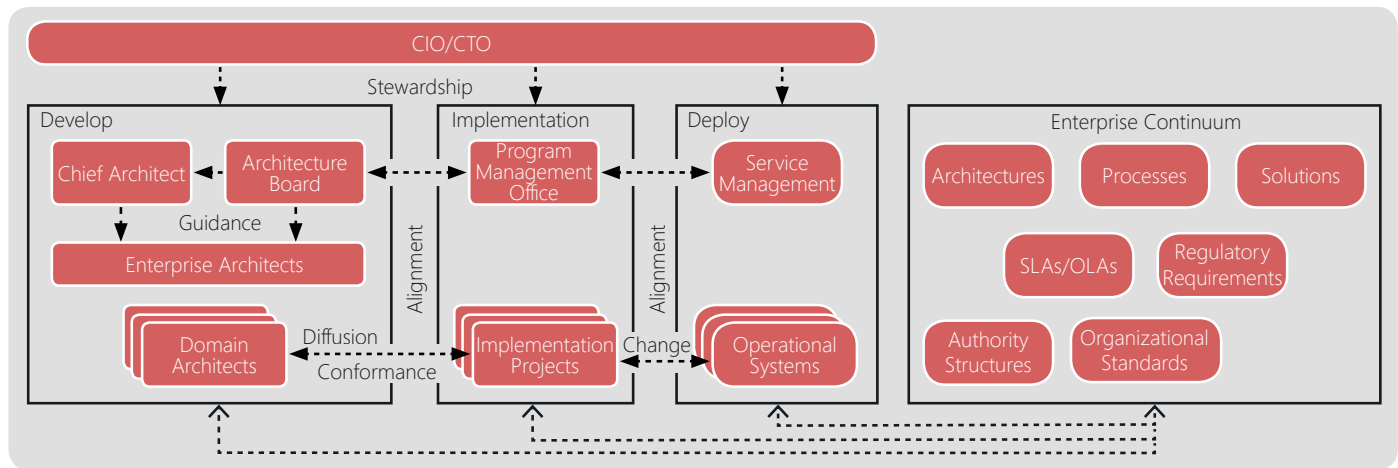 CIO/CTO
Stewardship
Develop
Chief Architect
Architecture
Board
Guidance
Enterprise Architects
Domain
Architects
Diffusion
Conformance
Alignment
Implementation
Program
Management
Office
Implementation
Projects
Alignment
Change
Deploy
Service
Management
Operational
Systems
Enterprise Continuum
Architectures
Processes
Solutions
SLAs/OLAs
Regulatory
Requirements
Authority
Structures
Organizational
Standards